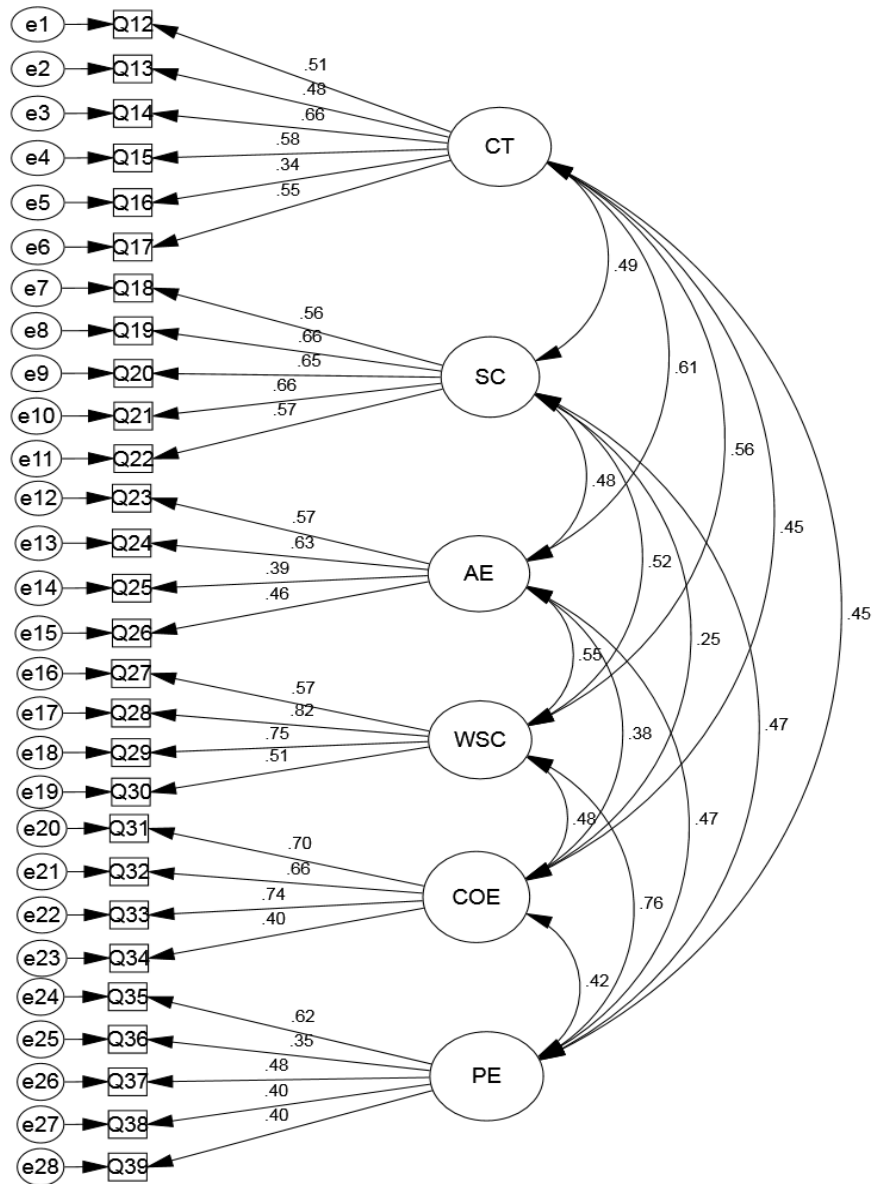 e1 Q12
.51
e2 Q13
.48
e3 Q14
.66
CT
e4 Q15
.58
e5 Q16
.34
e6 Q17
.55
.49
e7 Q18
.56
e8 Q19
.66
SC
e9 Q20
.65
.61
e10 Q21
.66
e11 Q22
.57
.56
.48
e12 Q23
.57
e13 Q24
.63
AE
.52
.45
e14 Q25
.39
e15 Q26
.46
.45
.55
.25
e16 Q27
.57
e17 Q28
.82
WSC
.38
.47
e18 Q29
.75
e19 Q30
.51
.48
.47
e20 Q31
.70
e21 Q32
.66
COE
.76
e22 Q33
.74
e23 Q34
.40
.42
e24 Q35
.62
e25 Q36
.35
PE
e26 Q37
.48
e27 Q38
.40
e28 Q39
.40